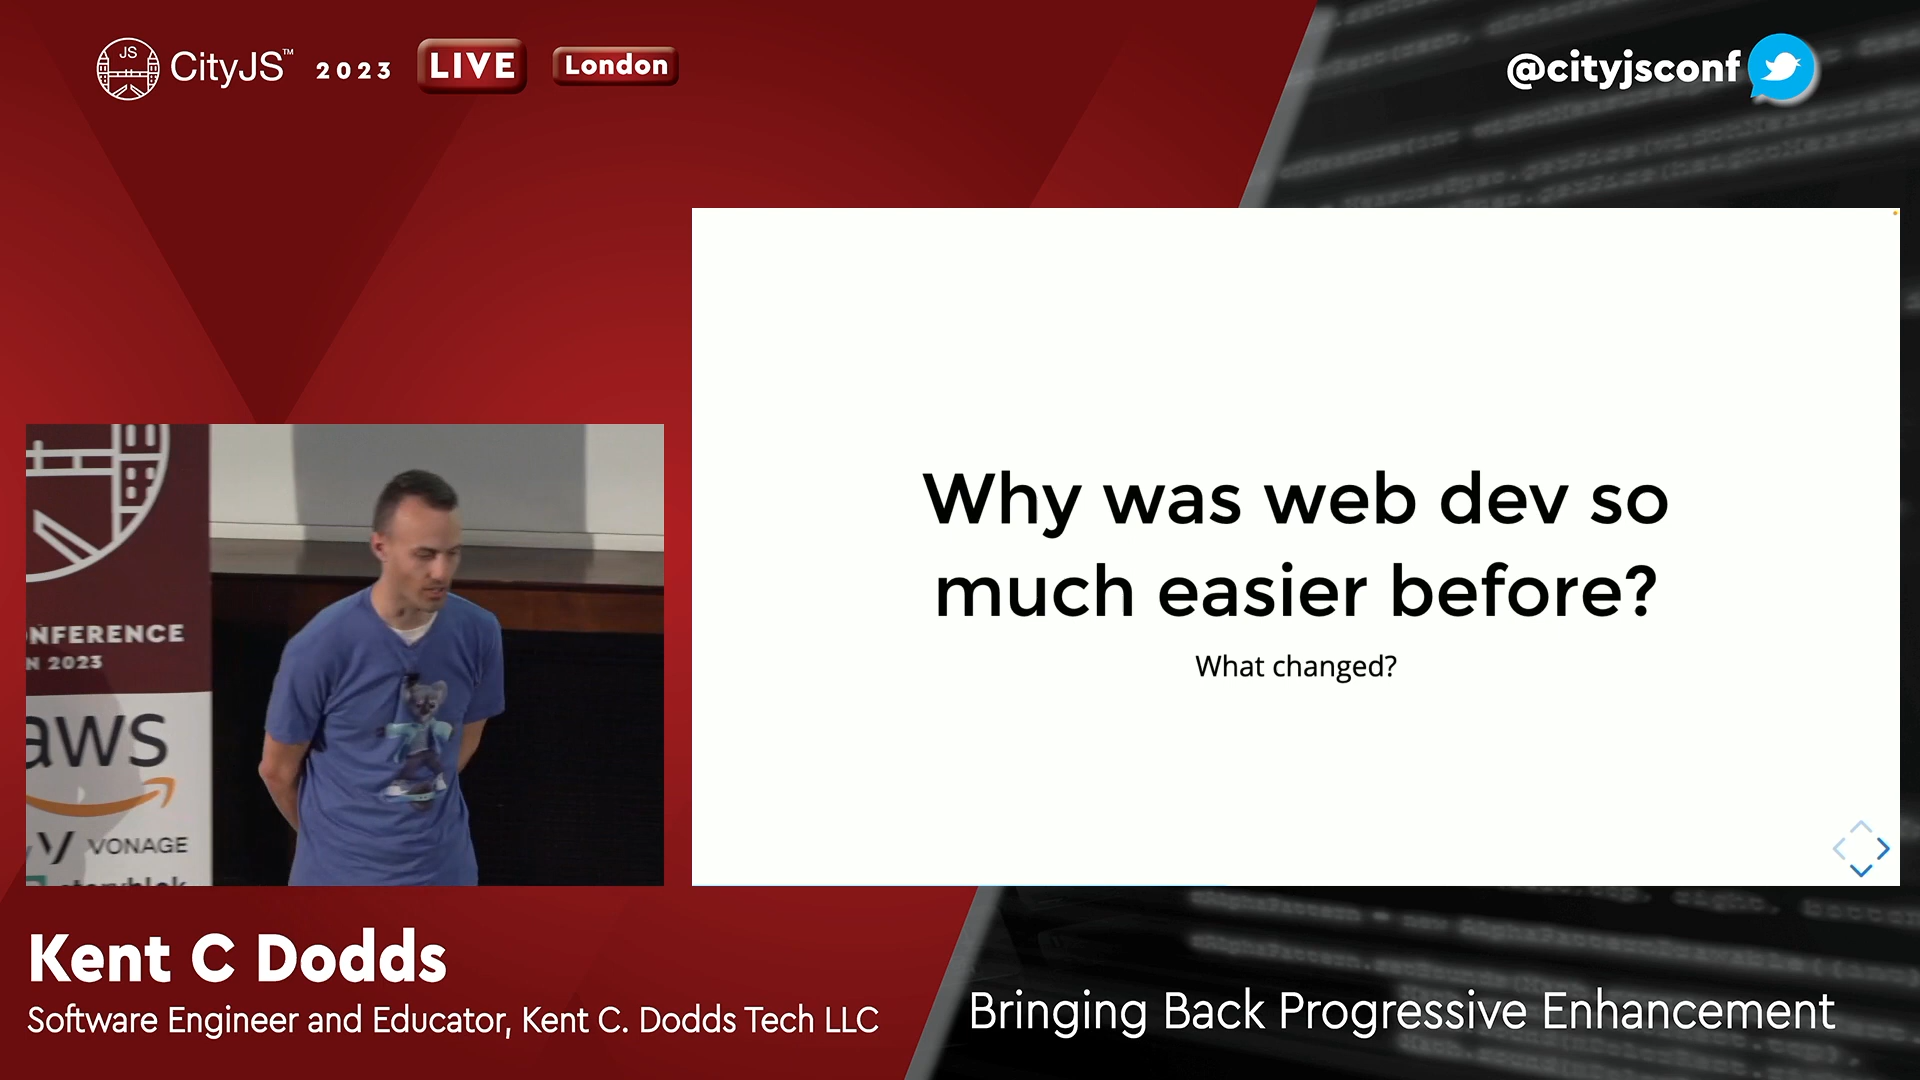 JS
CityJS™ 2023 LIVE London
@cityjsconf
Why was web dev so
much easier before?
What changed?
NFERENCE
N 2023
aws
VONAGE
Kent C Dodds
Software Engineer and Educator, Kent C. Dodds Tech LLC
Bringing Back Progressive Enhancement